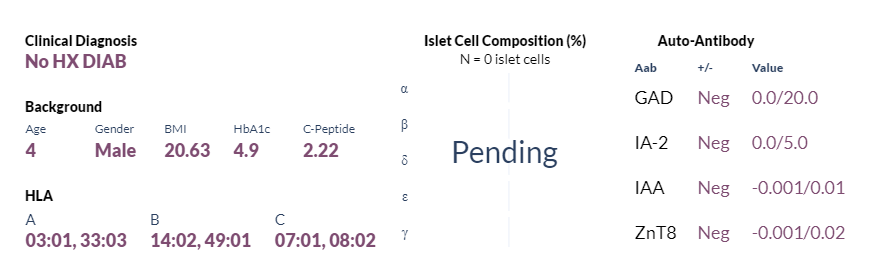 Clinical Diagnosis
No HX DIAB
Background
Age Gender BMI HbA1c C-Peptide
4 Male 20.63 4.9 2.22
HLA
A B C
03:01, 33:03 14:02, 49:01 07:01, 08:02
Islet Cell Composition (%)
N = 0 islet cells
α
β
δ
ε
γ
Pending
Auto-Antibody
Aab +/- Value
GAD Neg 0.0/20.0
IA-2 Neg 0.0/5.0
IAA Neg -0.001/0.01
ZnT8 Neg -0.001/0.02